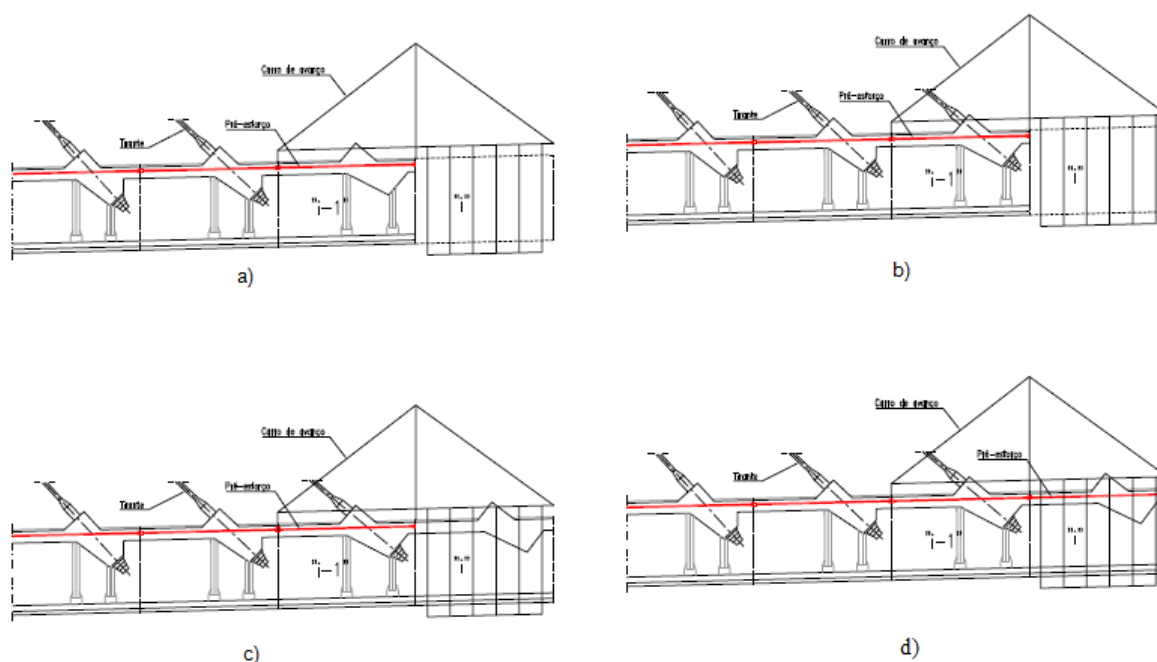 Carro de avanço
Tirante
Pré-esforço
"i-1"
"i"
a)
Carro de avanço
Tirante
Pré-esforço
"i-1"
"i"
b)
Carro de avanço
Tirante
Pré-esforço
"i-1"
"i"
c)
Carro de avanço
Tirante
Pré-esforço
"i-1"
"i"
d)